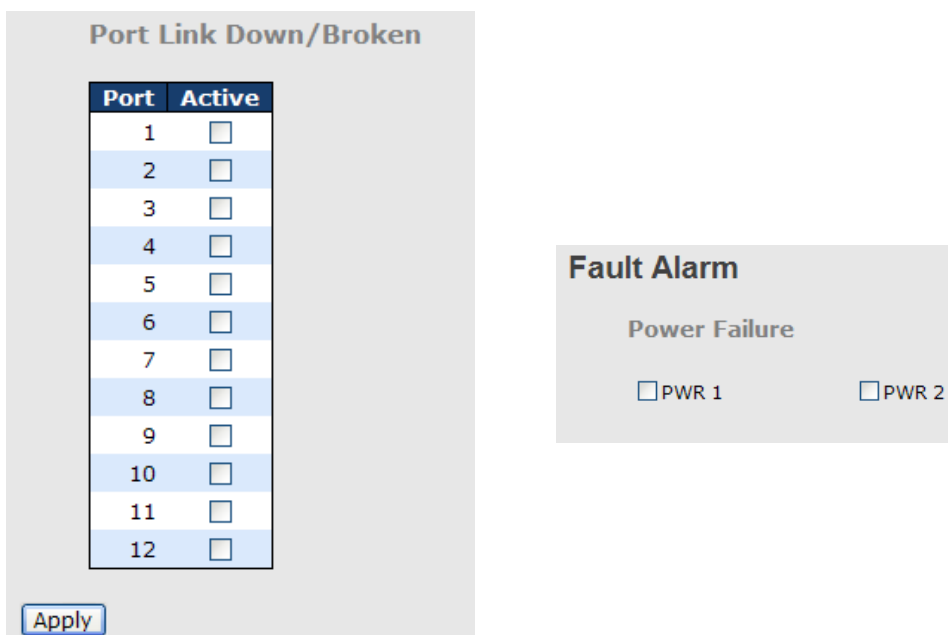 Port Link Down/Broken
Port Active
1
2
3
4
5
6
7
8
9
10
11
12
Apply
Fault Alarm
Power Failure
PWR 1 PWR 2